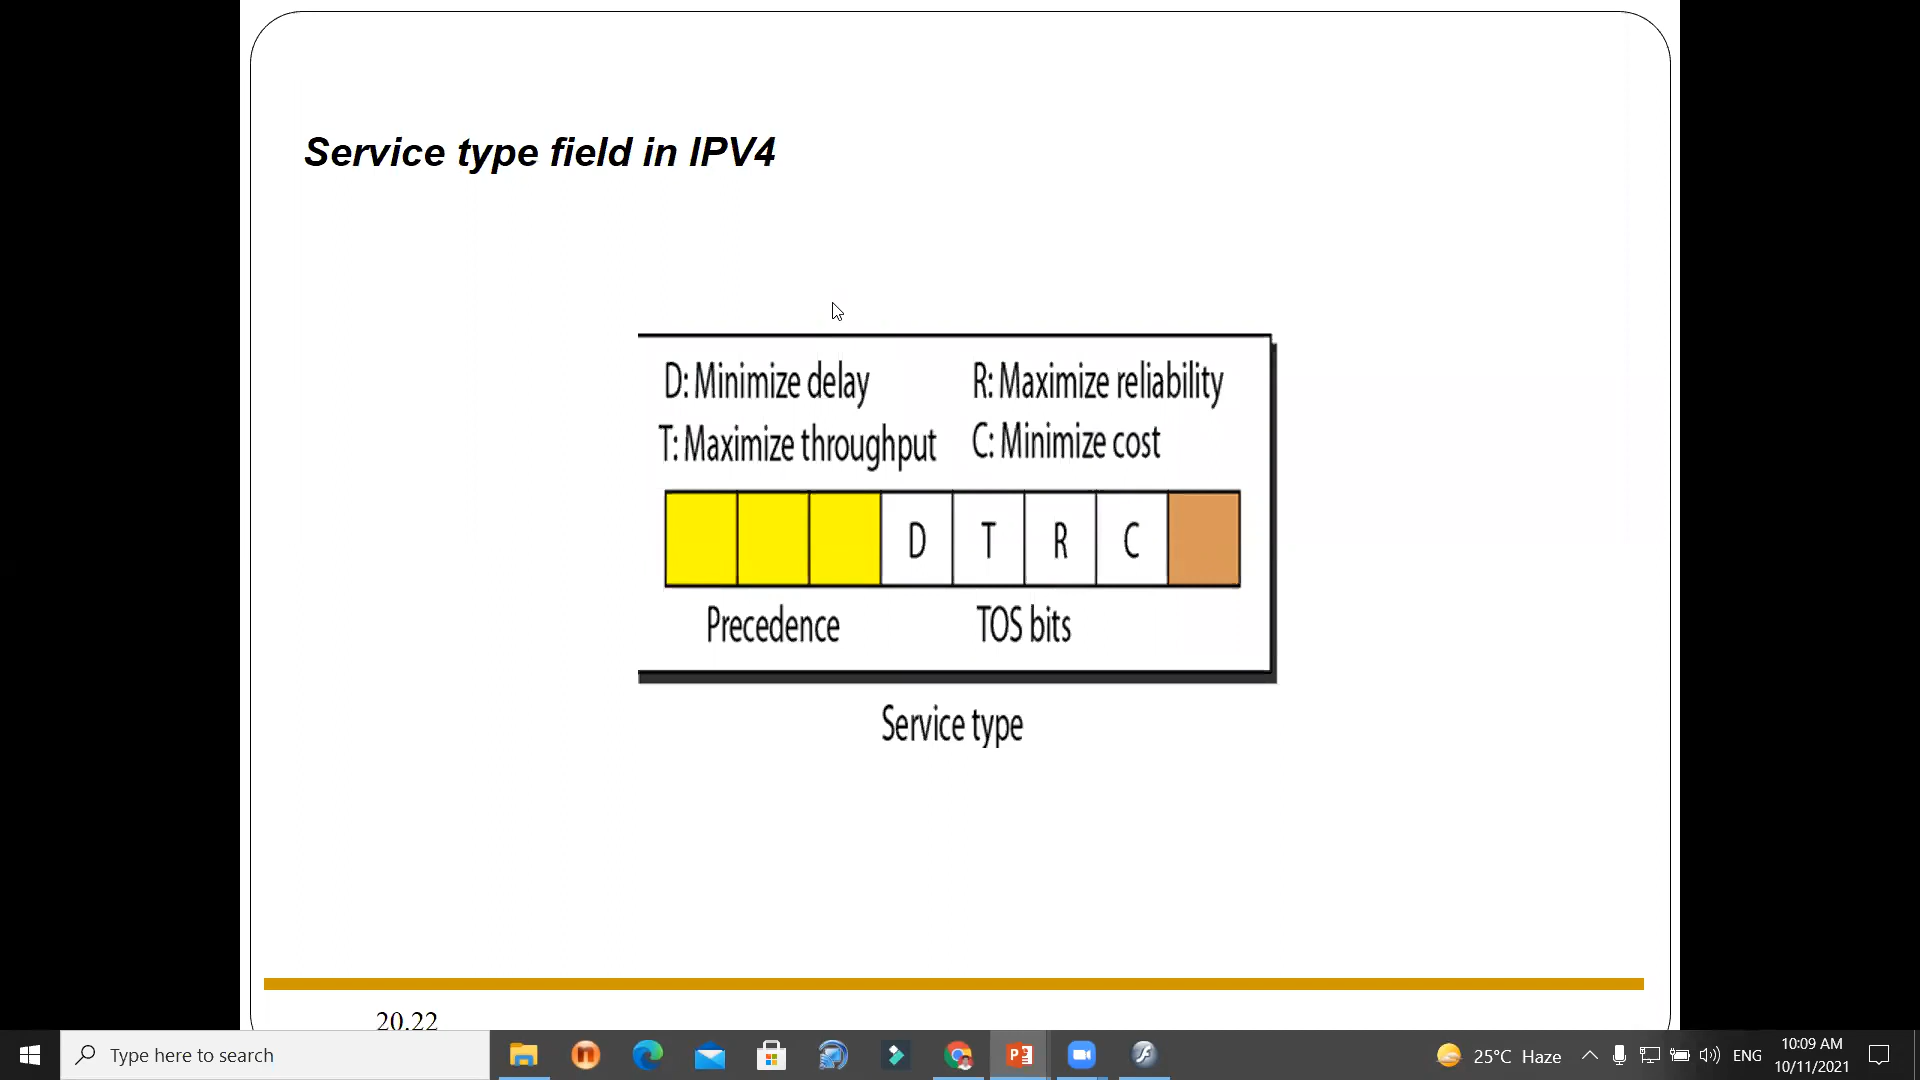 Service type field in IPV4
D: Minimize delay R: Maximize reliability
T: Maximize throughput C: Minimize cost
D T R C
Precedence TOS bits
Service type
20.22
Type here to search
25°C Haze
ENG
10:09 AM
10/11/2021